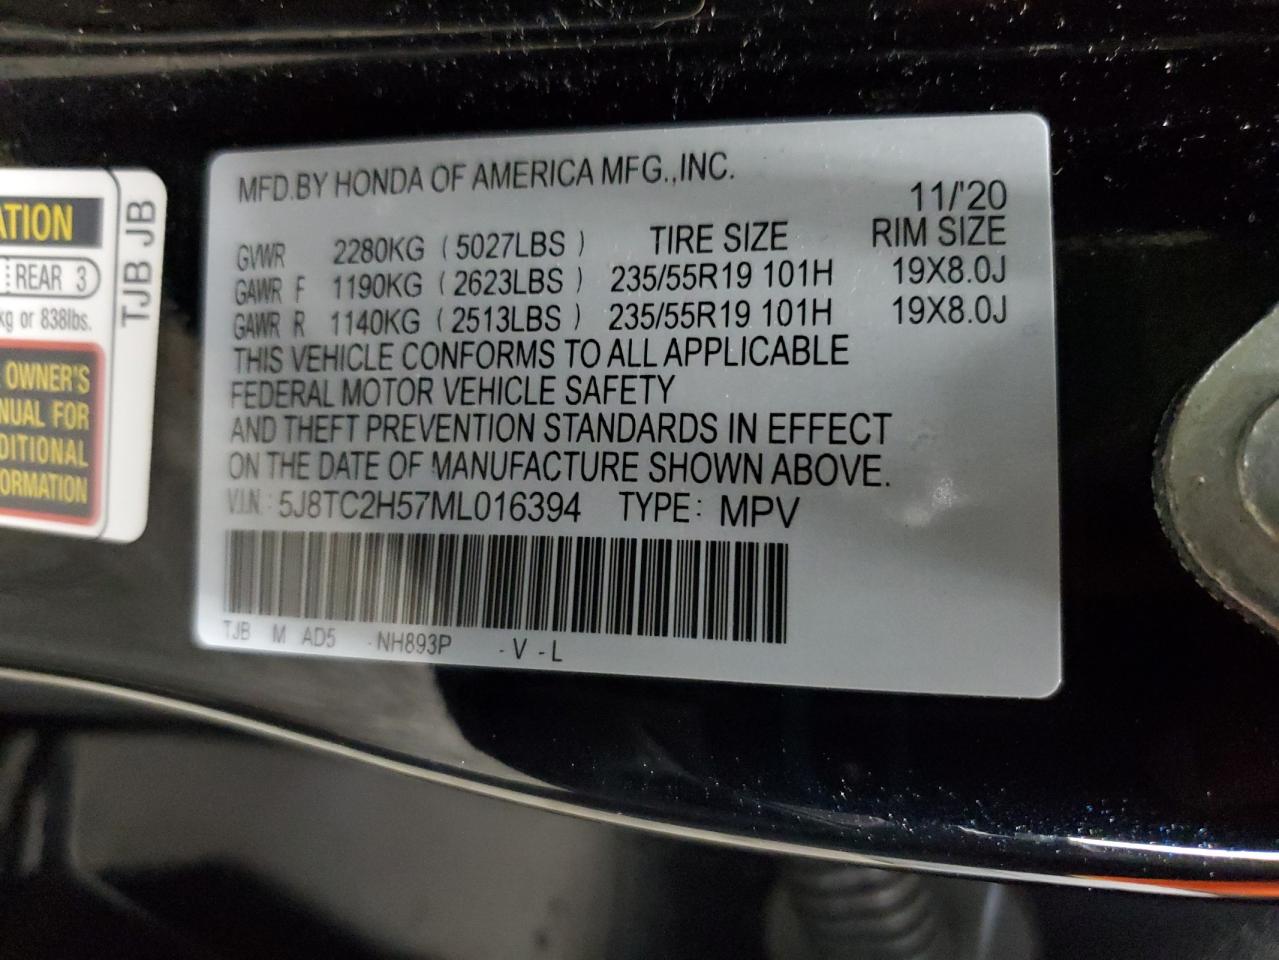 MFD.BY HONDA OF AMERICA MFG.,INC.
11/'20
GVWR 2280KG (5027LBS) TIRE SIZE RIM SIZE
GAWR F 1190KG (2623LBS) 235/55R19 101H 19X8.0J
GAWR R 1140KG (2513LBS) 235/55R19 101H 19X8.0J
THIS VEHICLE CONFORMS TO ALL APPLICABLE
FEDERAL MOTOR VEHICLE SAFETY
AND THEFT PREVENTION STANDARDS IN EFFECT
ON THE DATE OF MANUFACTURE SHOWN ABOVE.
V.I.N.: 5J8TC2H57ML016394 TYPE: MPV
TJB M AD5 -NH893P -V-L
ATION
REAR 3
kg or 838lbs.
OWNER'S
NUAL FOR
DITIONAL
ORMATION
TJB JB